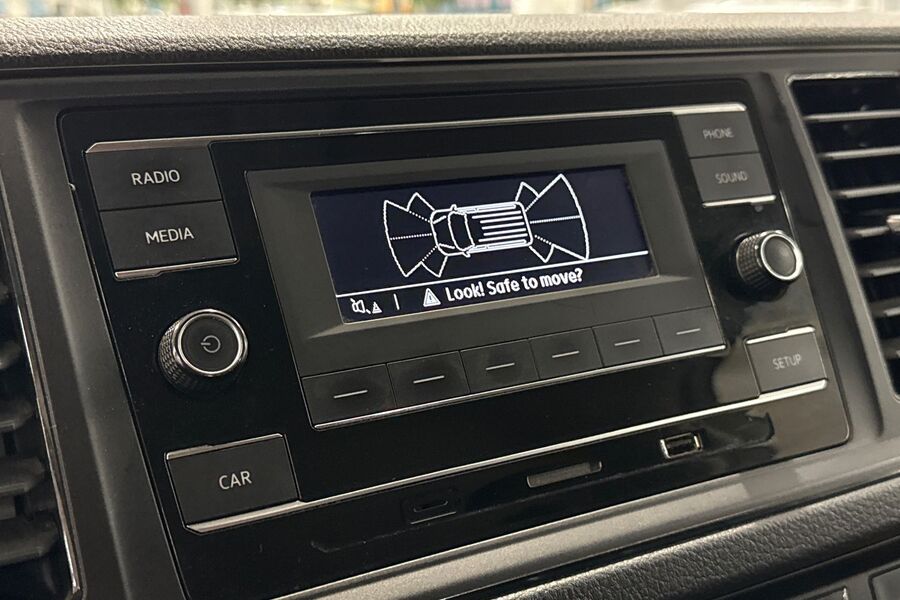 RADIO
MEDIA
PHONE
SOUND
Look! Safe to move?
SETUP
CAR